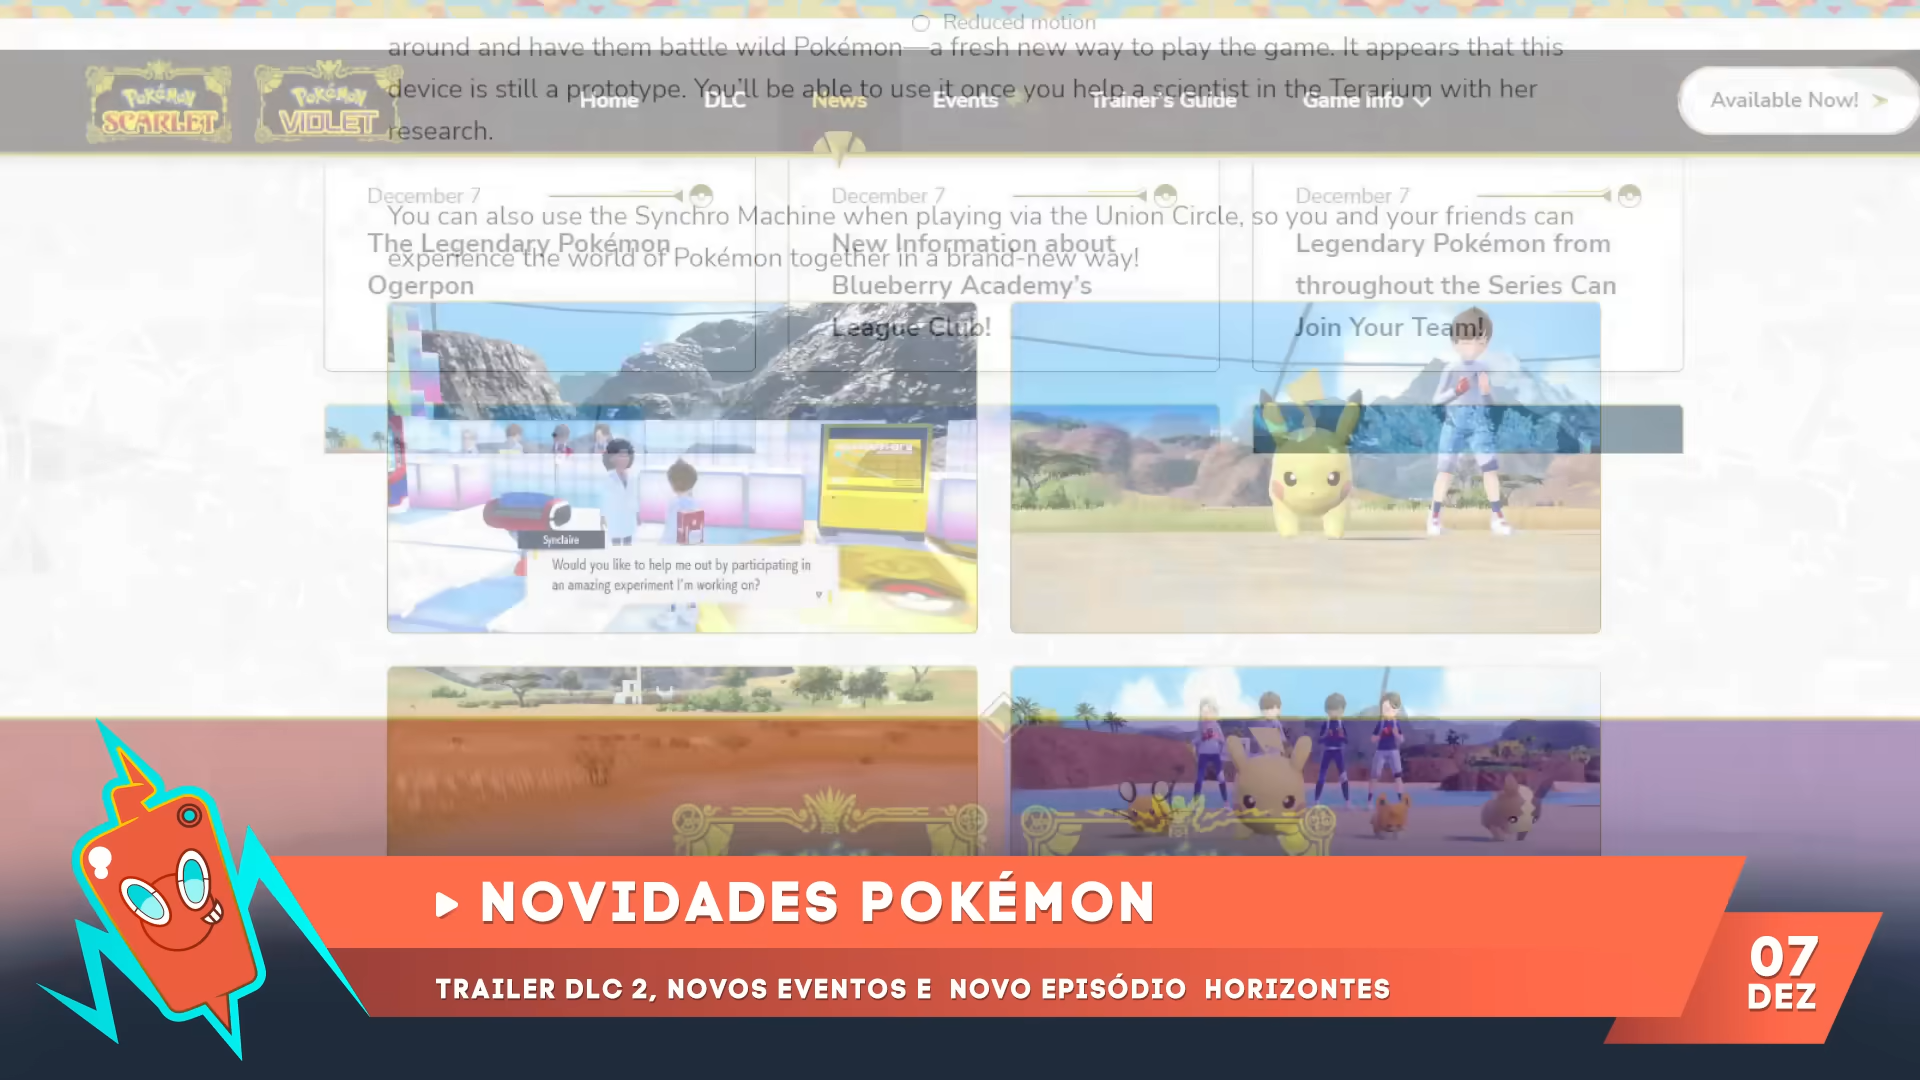 Reduced motion
around and have them battle wild Pokémon—a fresh new way to play the game. It appears that this
device is still a prototype. You'll be able to use it once you help a scientist in the Terrarium with her
research.
POKÉMON SCARLET
POKÉMON VIOLET
Home DLC News Events Trainer's Guide Game info
Available Now!
December 7
December 7
December 7
You can also use the Synchro Machine when playing via the Union Circle, so you and your friends can
experience the world of Pokémon together in a brand-new way!
The Legendary Pokémon
Ogerpon
New Information about
Blueberry Academy's
League Club!
Legendary Pokémon from
throughout the Series Can
Join Your Team!
Synclaire
Would you like to help me out by participating in
an amazing experiment I'm working on?
NOVIDADES POKÉMON
TRAILER DLC 2, NOVOS EVENTOS E NOVO EPISÓDIO HORIZONTES
07
DEZ